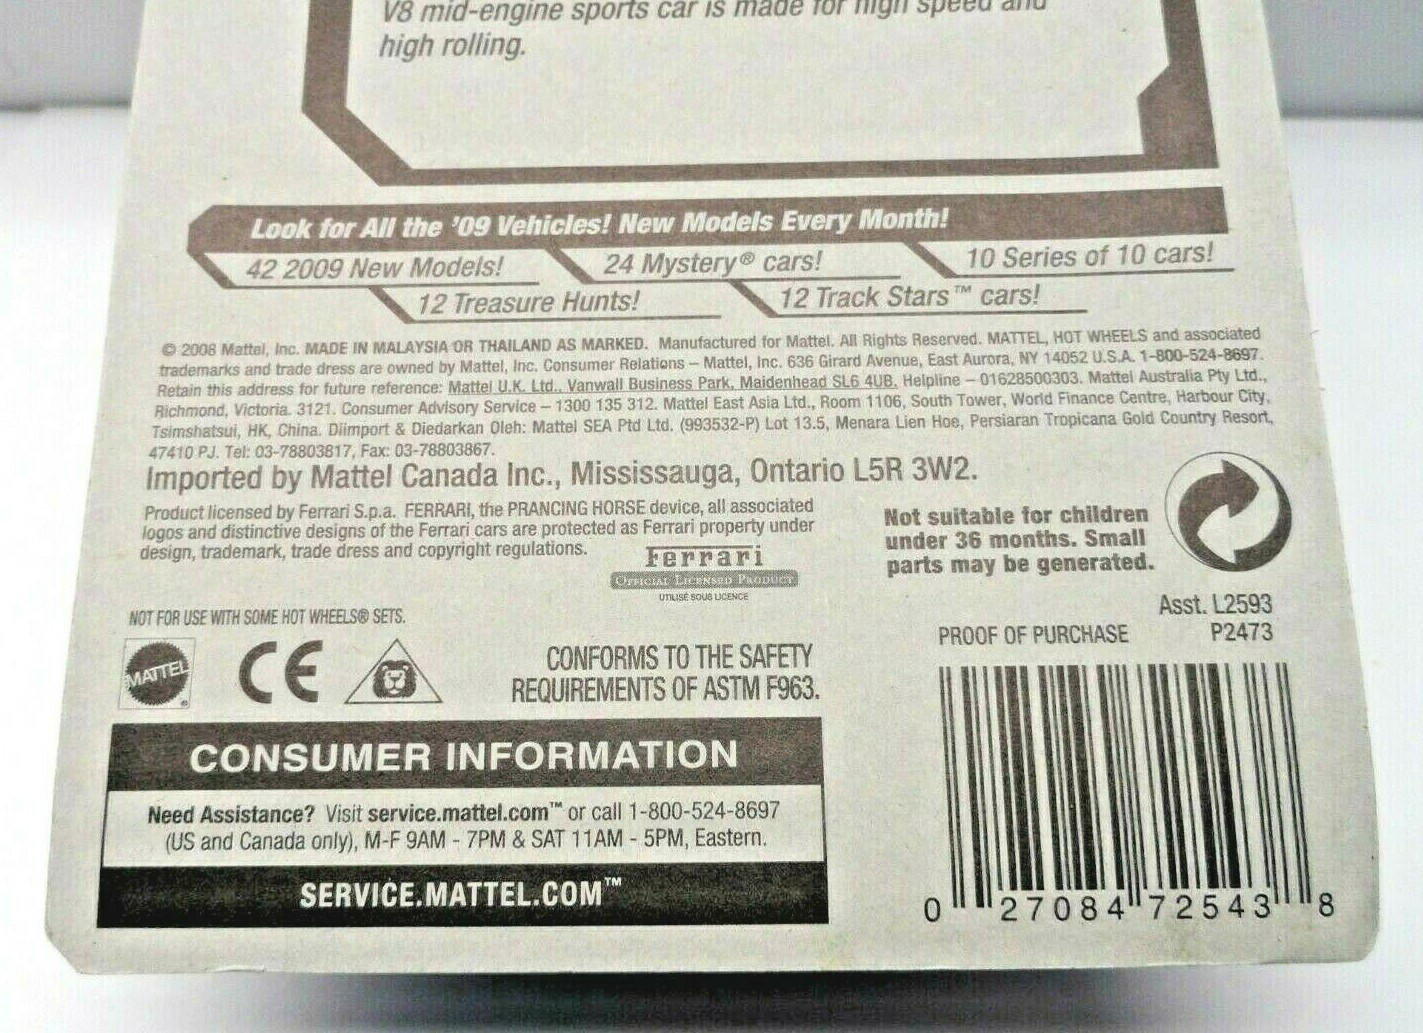 V8 mid-engine sports car is made for high speed and
high rolling.
Look for All the '09 Vehicles! New Models Every Month!
42 2009 New Models!
24 Mystery® cars!
10 Series of 10 cars!
12 Treasure Hunts!
12 Track Stars™ cars!
© 2008 Mattel, Inc. MADE IN MALAYSIA OR THAILAND AS MARKED. Manufactured for Mattel. All Rights Reserved. MATTEL, HOT WHEELS and associated
trademarks and trade dress are owned by Mattel, Inc. Consumer Relations – Mattel, Inc. 636 Girard Avenue, East Aurora, NY 14052 U.S.A. 1-800-524-8697.
Retain this address for future reference: Mattel U.K. Ltd., Vanwall Business Park, Maidenhead SL6 4UB. Helpline – 01628500303. Mattel Australia Pty Ltd.,
Richmond, Victoria. 3121. Consumer Advisory Service – 1300 135 312. Mattel East Asia Ltd., Room 1106, South Tower, World Finance Centre, Harbour City,
Tsimshatsui, HK, China. Diimport & Diedarkan Oleh: Mattel SEA Ptd Ltd. (993532-P) Lot 13.5, Menara Lien Hoe, Persiaran Tropicana Gold Country Resort,
47410 PJ. Tel: 03-78803817, Fax: 03-78803867.
Imported by Mattel Canada Inc., Mississauga, Ontario L5R 3W2.
Product licensed by Ferrari S.p.a. FERRARI, the PRANCING HORSE device, all associated
logos and distinctive designs of the Ferrari cars are protected as Ferrari property under
design, trademark, trade dress and copyright regulations.
Ferrari
OFFICIAL LICENSED PRODUCT
UTILISÉ SOUS LICENCE
Not suitable for children
under 36 months. Small
parts may be generated.
NOT FOR USE WITH SOME HOT WHEELS® SETS.
Asst. L2593
PROOF OF PURCHASE P2473
MATTEL®
CE
CONFORMS TO THE SAFETY
REQUIREMENTS OF ASTM F963.
CONSUMER INFORMATION
Need Assistance? Visit service.mattel.com™ or call 1-800-524-8697
(US and Canada only), M-F 9AM - 7PM & SAT 11AM - 5PM, Eastern.
SERVICE.MATTEL.COM™
0 27084 72543 8